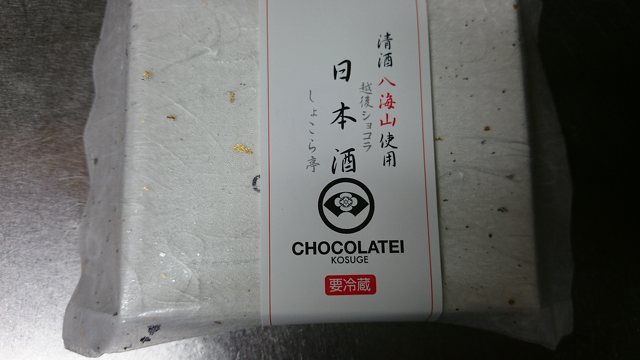 清酒八海山使用
越後ショコラ
日本酒
しょこら亭
CHOCOLATEI
KOSUGE
要冷蔵